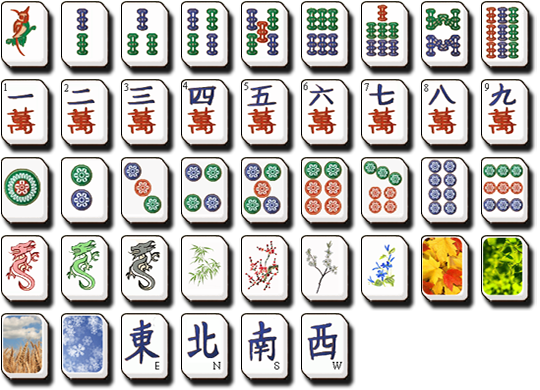 1 2 3 4 5 6 7 8 9
一 二 三 四 五 六 七 八 九
萬 萬 萬 萬 萬 萬 萬 萬 萬
東 北 南 西
E N S W